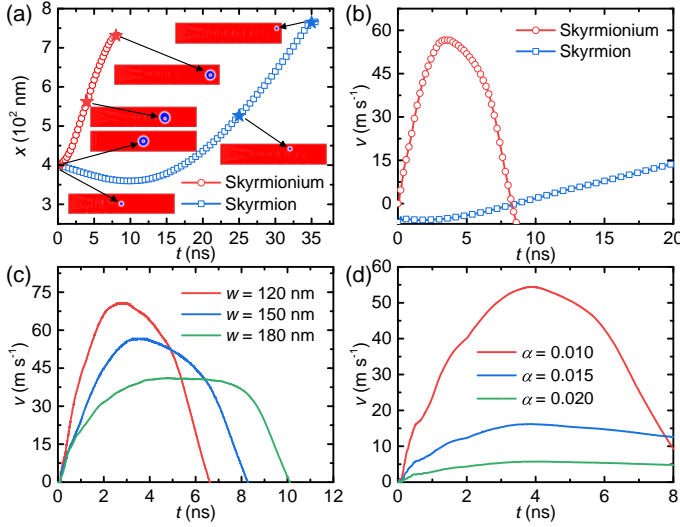 (a)
8
7
6
5
4
3
x (10² nm)
0 5 10 15 20 25 30 35
t (ns)
Skyrmionium
Skyrmion
(b)
60
45
30
15
0
v (m s⁻¹)
0 5 10 15 20
t (ns)
Skyrmionium
Skyrmion
(c)
75
60
45
30
15
0
v (m s⁻¹)
0 2 4 6 8 10 12
t (ns)
w = 120 nm
w = 150 nm
w = 180 nm
(d)
60
50
40
30
20
10
0
v (m s⁻¹)
0 2 4 6 8
t (ns)
α = 0.010
α = 0.015
α = 0.020